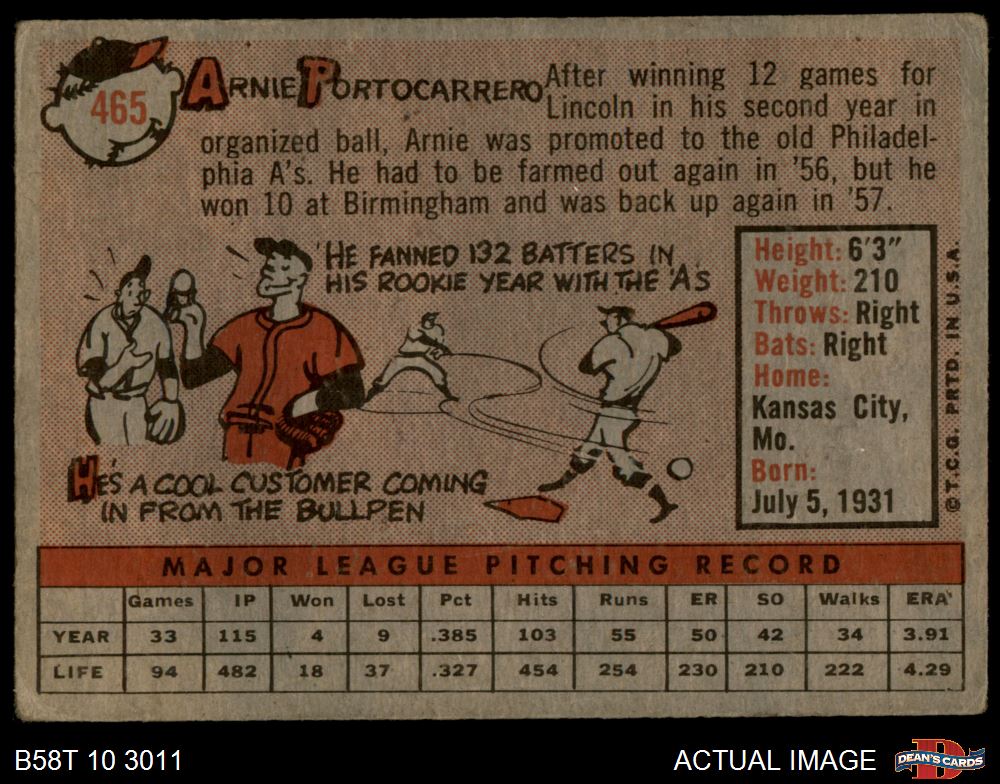 465
ARNIE PORTOCARRERO
After winning 12 games for
Lincoln in his second year in
organized ball, Arnie was promoted to the old Philadel-
phia A's. He had to be farmed out again in '56, but he
won 10 at Birmingham and was back up again in '57.
'HE FANNED 132 BATTERS IN
HIS ROOKIE YEAR WITH THE 'A'S
HE'S A COOL CUSTOMER COMING
IN FROM THE BULLPEN
Height: 6'3"
Weight: 210
Throws: Right
Bats: Right
Home:
Kansas City,
Mo.
Born:
July 5, 1931
© T.C.G. PRTD. IN U.S.A.
MAJOR LEAGUE PITCHING RECORD
Games IP Won Lost Pct Hits Runs ER SO Walks ERA
YEAR 33 115 4 9 .385 103 55 50 42 34 3.91
LIFE 94 482 18 37 .327 454 254 230 210 222 4.29
B58T 10 3011 ACTUAL IMAGE
D
DEAN'S CARDS